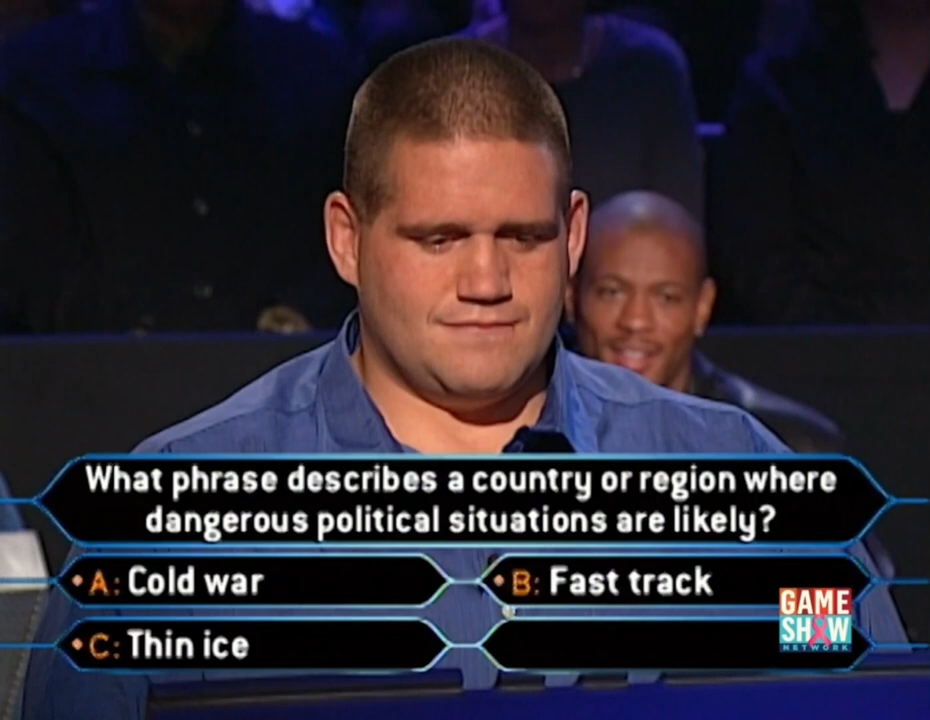 What phrase describes a country or region where
dangerous political situations are likely?
A: Cold war
B: Fast track
C: Thin ice
GAME
SHOW
NETWORK